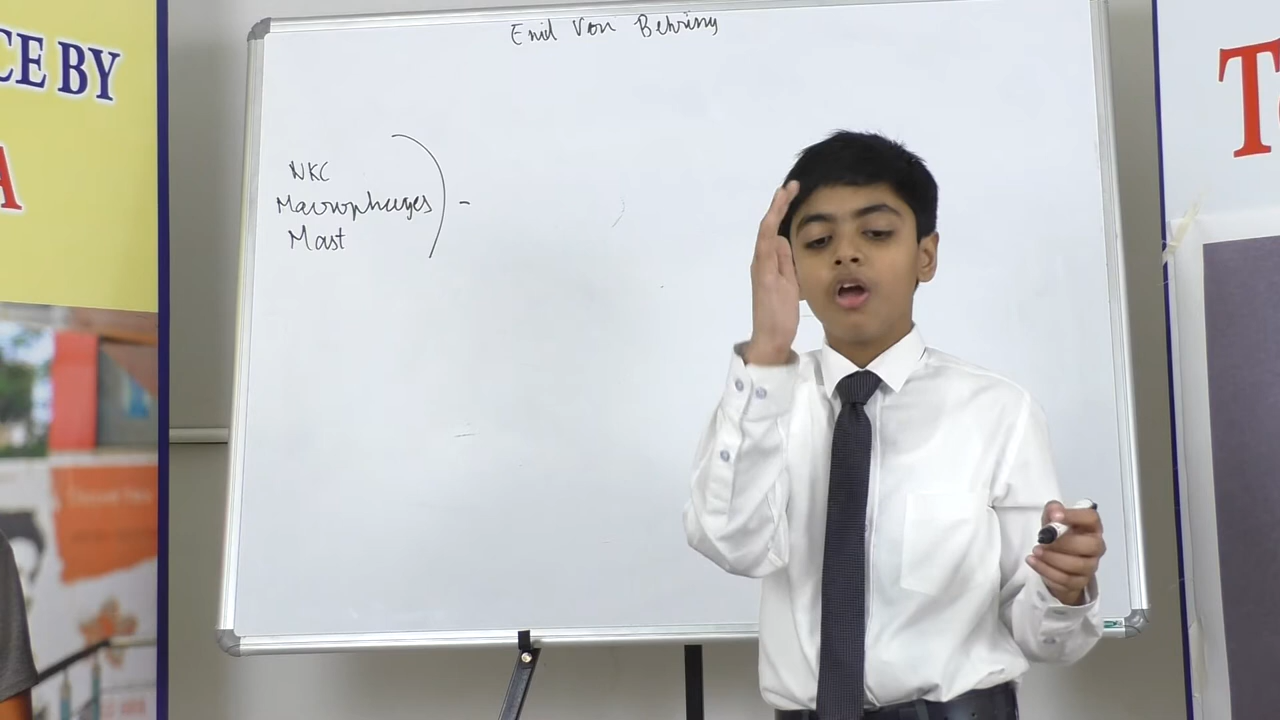 Emil Von Behring
CE BY
A
T
NKC
Macrophages -
Mast